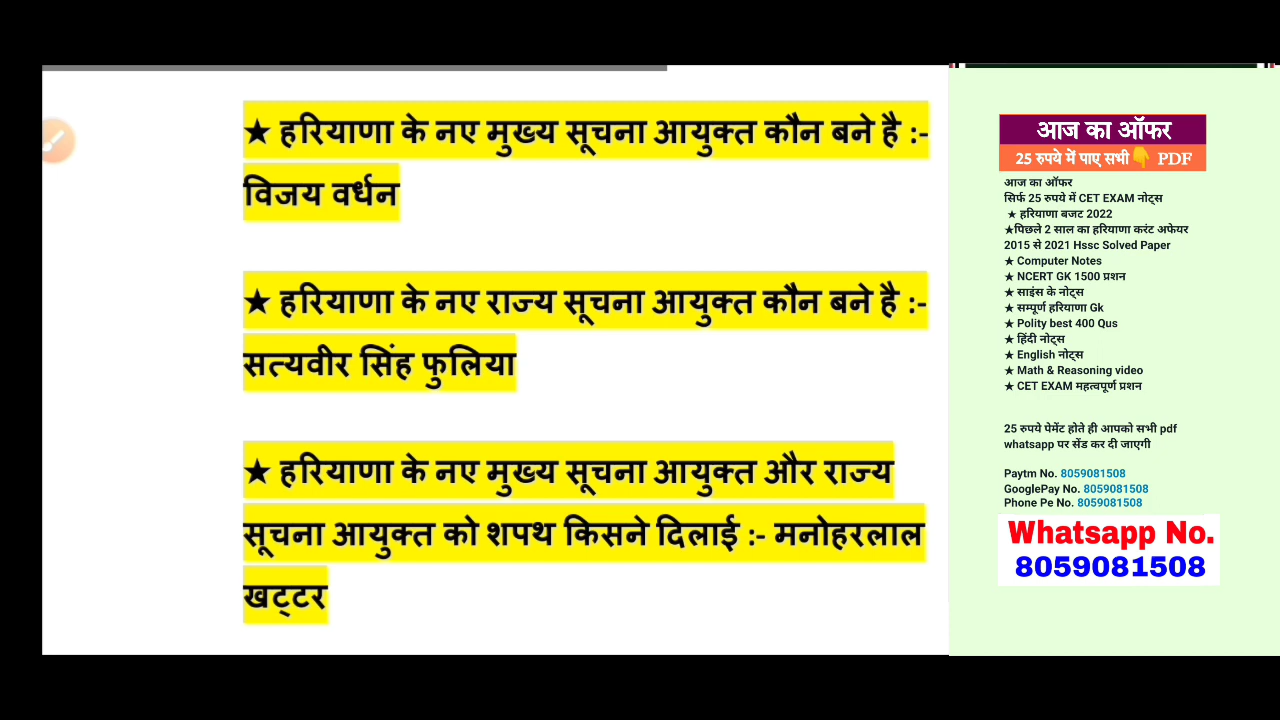 ★ हरियाणा के नए मुख्य सूचना आयुक्त कौन बने है :-
विजय वर्धन
★ हरियाणा के नए राज्य सूचना आयुक्त कौन बने है :-
सत्यवीर सिंह फुलिया
★ हरियाणा के नए मुख्य सूचना आयुक्त और राज्य
सूचना आयुक्त को शपथ किसने दिलाई :- मनोहरलाल
खट्टर
आज का ऑफर
25 रुपये में पाए सभी👇 PDF
आज का ऑफर
सिर्फ 25 रुपये में CET EXAM नोट्स
★ हरियाणा बजट 2022
★पिछले 2 साल का हरियाणा करंट अफेयर
2015 से 2021 Hssc Solved Paper
★ Computer Notes
★ NCERT GK 1500 प्रशन
★ साइंस के नोट्स
★ सम्पूर्ण हरियाणा Gk
★ Polity best 400 Qus
★ हिंदी नोट्स
★ English नोट्स
★ Math & Reasoning video
★ CET EXAM महत्वपूर्ण प्रशन
25 रुपये पेमेंट होते ही आपको सभी pdf
whatsapp पर सेंड कर दी जाएगी
Paytm No. 8059081508
GooglePay No. 8059081508
Phone Pe No. 8059081508
Whatsapp No.
8059081508